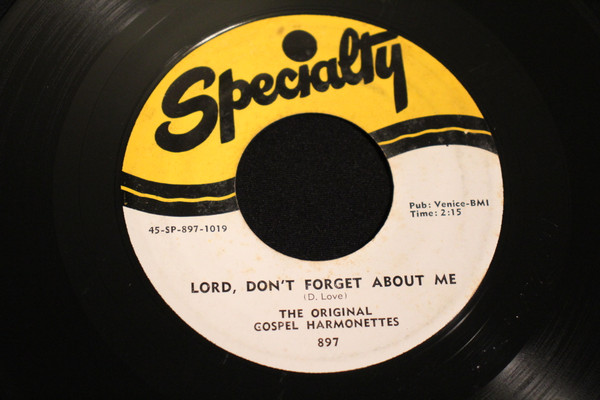 Specialty
Pub: Venice-BMI
Time: 2:15
45-SP-897-1019
LORD, DON'T FORGET ABOUT ME
(D. Love)
THE ORIGINAL
GOSPEL HARMONETTES
897